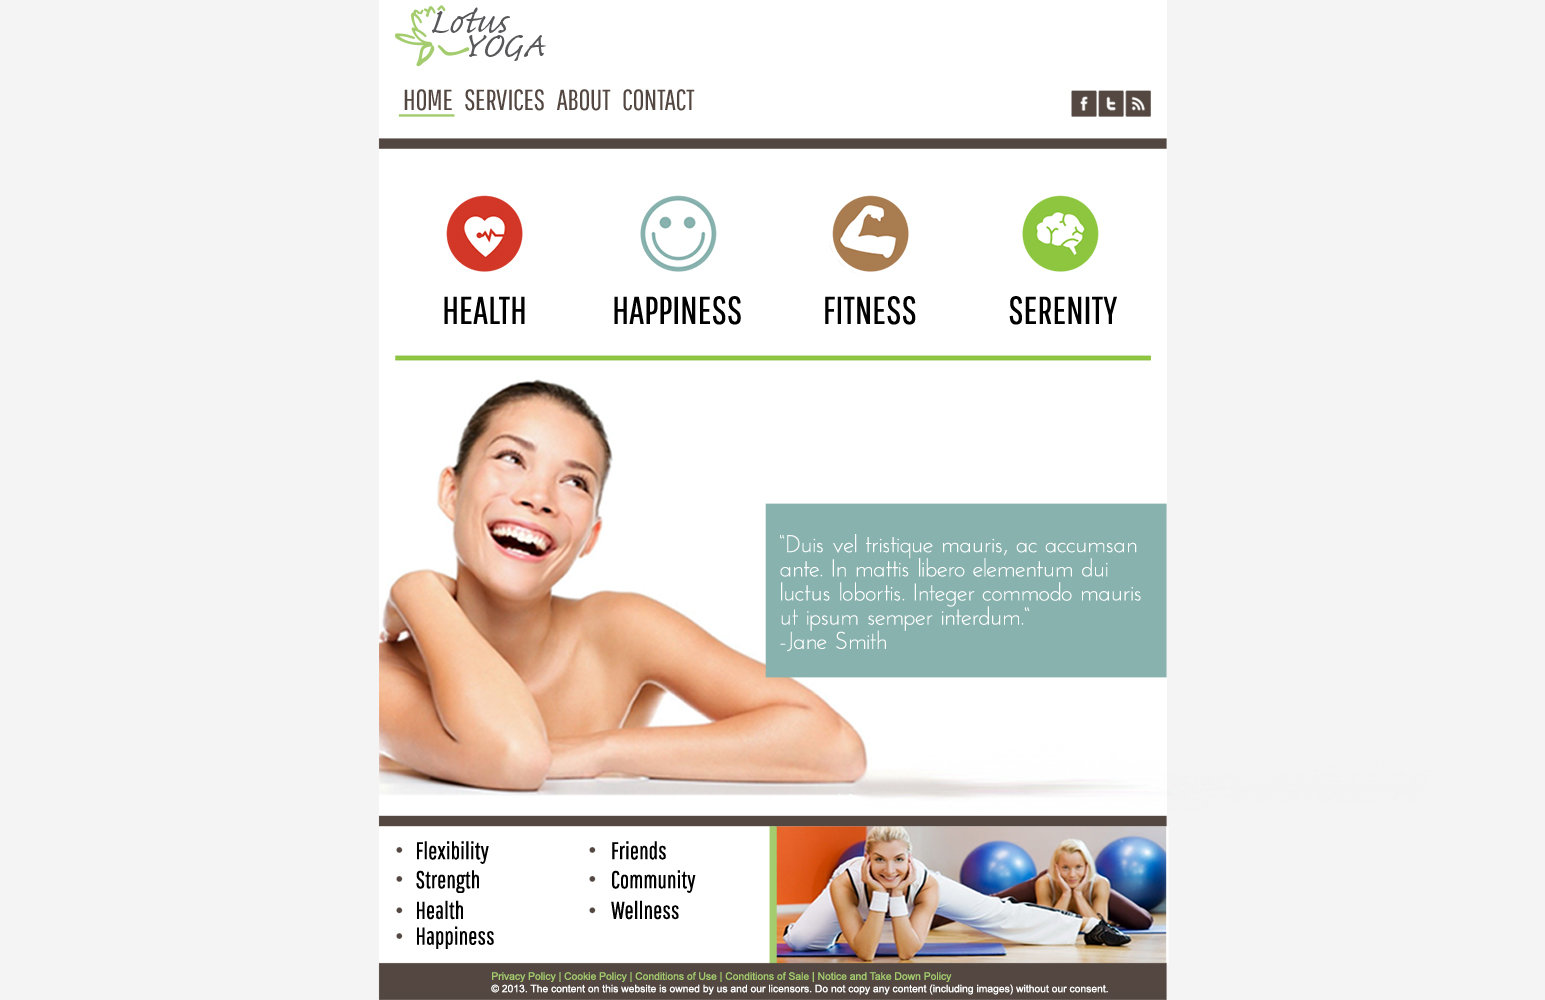 Lotus
YOGA
HOME SERVICES ABOUT CONTACT
HEALTH HAPPINESS FITNESS SERENITY
“Duis vel tristique mauris, ac accumsan
ante. In mattis libero elementum dui
luctus lobortis. Integer commodo mauris
ut ipsum semper interdum.“
-Jane Smith
• Flexibility
• Strength
• Health
• Happiness
• Friends
• Community
• Wellness
Privacy Policy | Cookie Policy | Conditions of Use | Conditions of Sale | Notice and Take Down Policy
© 2013. The content on this website is owned by us and our licensors. Do not copy any content (including images) without our consent.